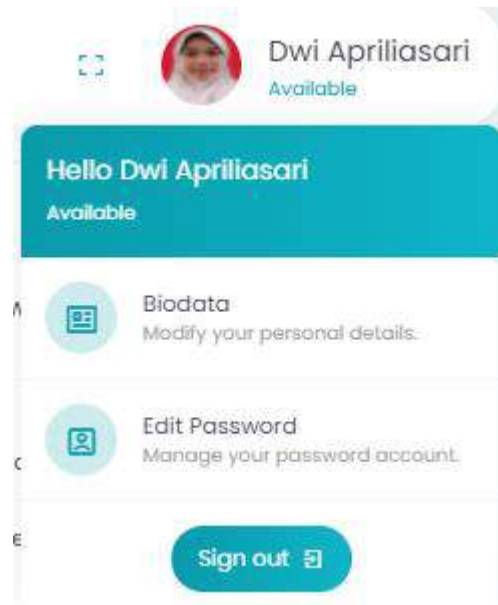 Dwi Apriliasari
Available
Hello Dwi Apriliasari
Available
Biodata
Modify your personal details.
Edit Password
Manage your password account.
Sign out